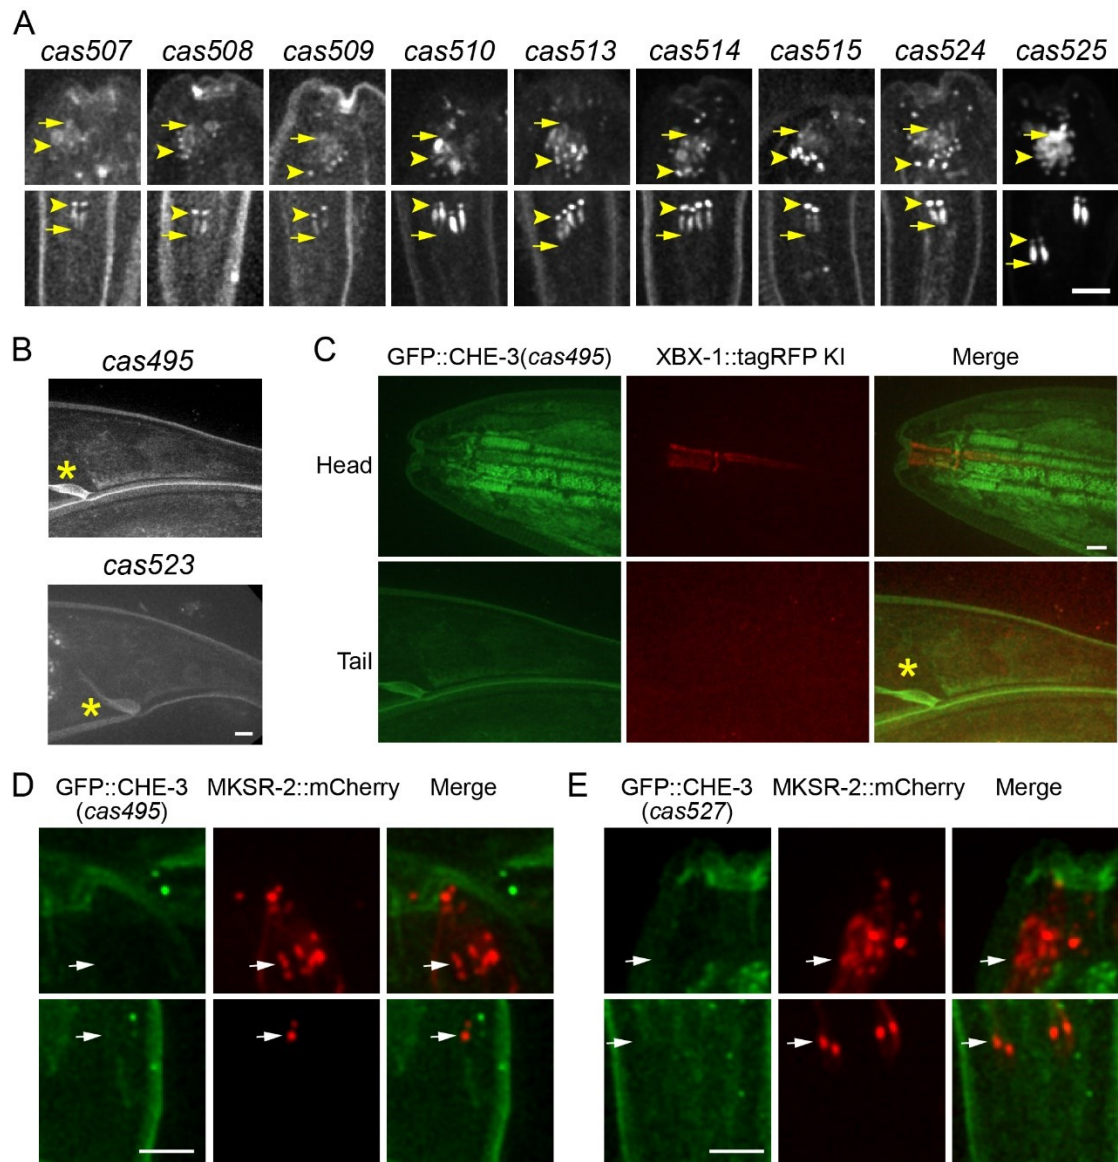 A
cas507 cas508 cas509 cas510 cas513 cas514 cas515 cas524 cas525
B
cas495
cas523
C
GFP::CHE-3(cas495) XBX-1::tagRFP KI Merge
Head
Tail
D
GFP::CHE-3 MKSR-2::mCherry Merge
(cas495)
E
GFP::CHE-3 MKSR-2::mCherry Merge
(cas527)